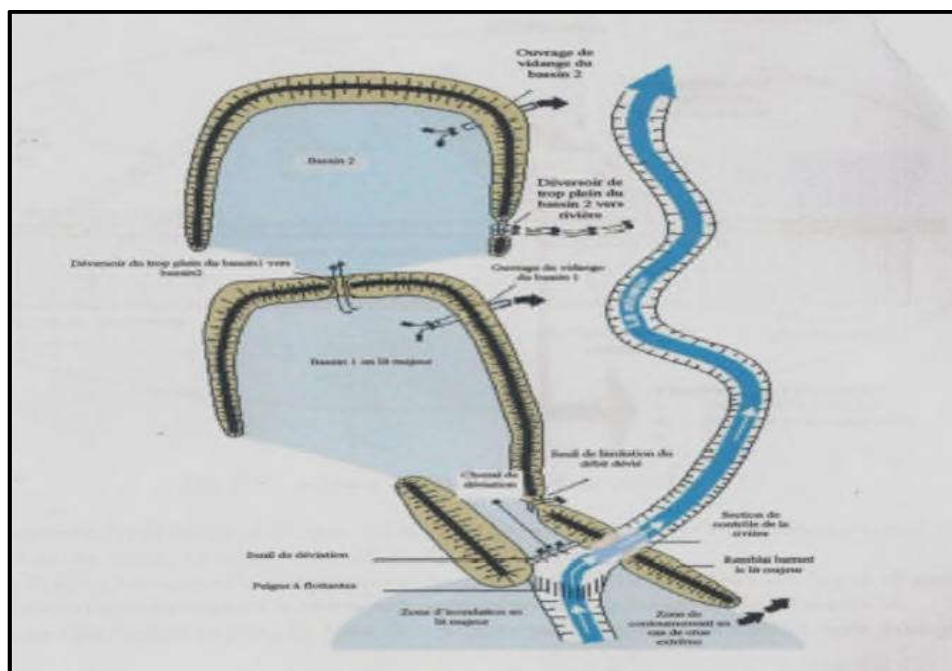 Ouvrage de
vidange du
bassin 2
Bassin 2
Déversoir de
trop plein du
bassin 2 vers
rivière
Déversoir du trop plein du bassin1 vers
bassin2
Ouvrage de vidange
du bassin 1
Bassin 1 en lit majeur
Seuil de limitation du
débit dévié
Chenal de
déviation
Section de
contrôle de la
rivière
Seuil de déviation
Remblai barrant
le lit majeur
Peigne à flottantes
Zone d'inondation en
lit majeur
Zone de
contournement en
cas de crue
extrême